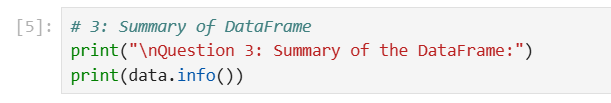 [5]: # 3: Summary of DataFrame
print("\nQuestion 3: Summary of the DataFrame:")
print(data.info())